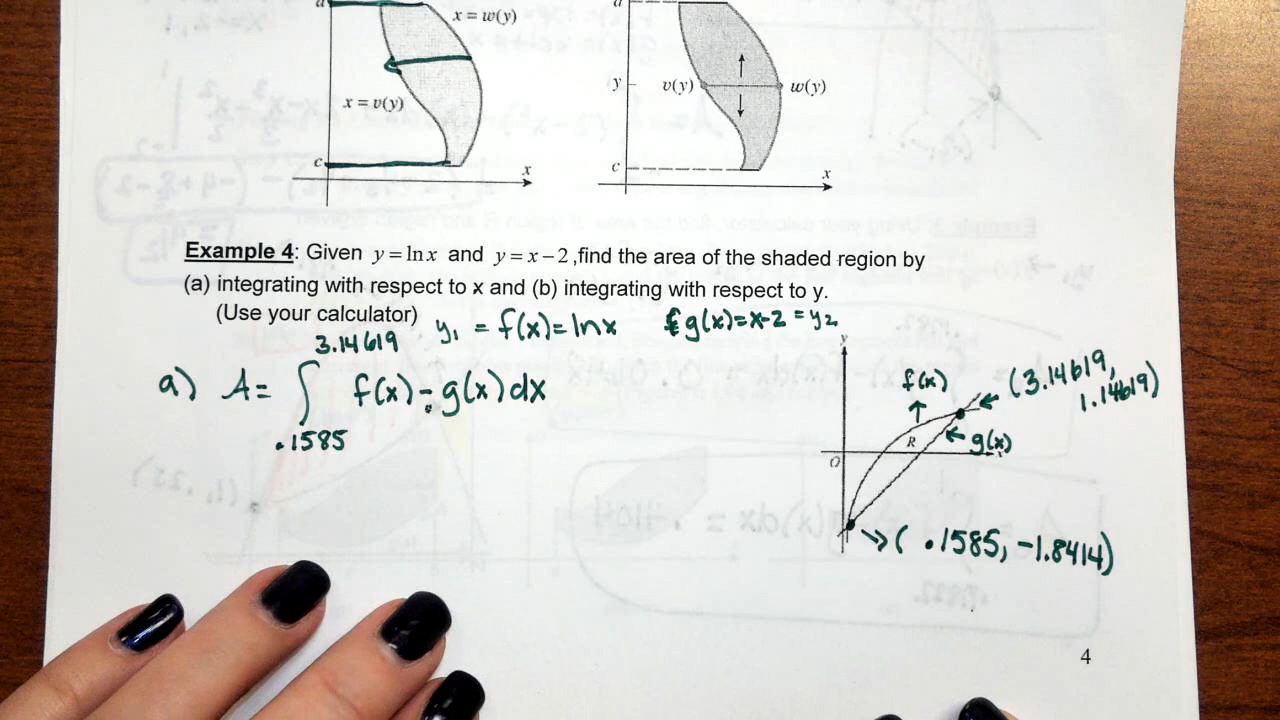 d
x = w(y)
x = v(y)
c
x
d
y
v(y)
w(y)
c
x
Example 4: Given y = ln x and y = x − 2 ,find the area of the shaded region by
(a) integrating with respect to x and (b) integrating with respect to y.
(Use your calculator)
y₁ = f(x) = lnx & g(x) = x-2 = y₂
3.14619
a) A = ∫ f(x) - g(x) dx
.1585
y
f(x)
(3.14619,
1.14619)
R
g(x)
x
O
( .1585, -1.8414)
4